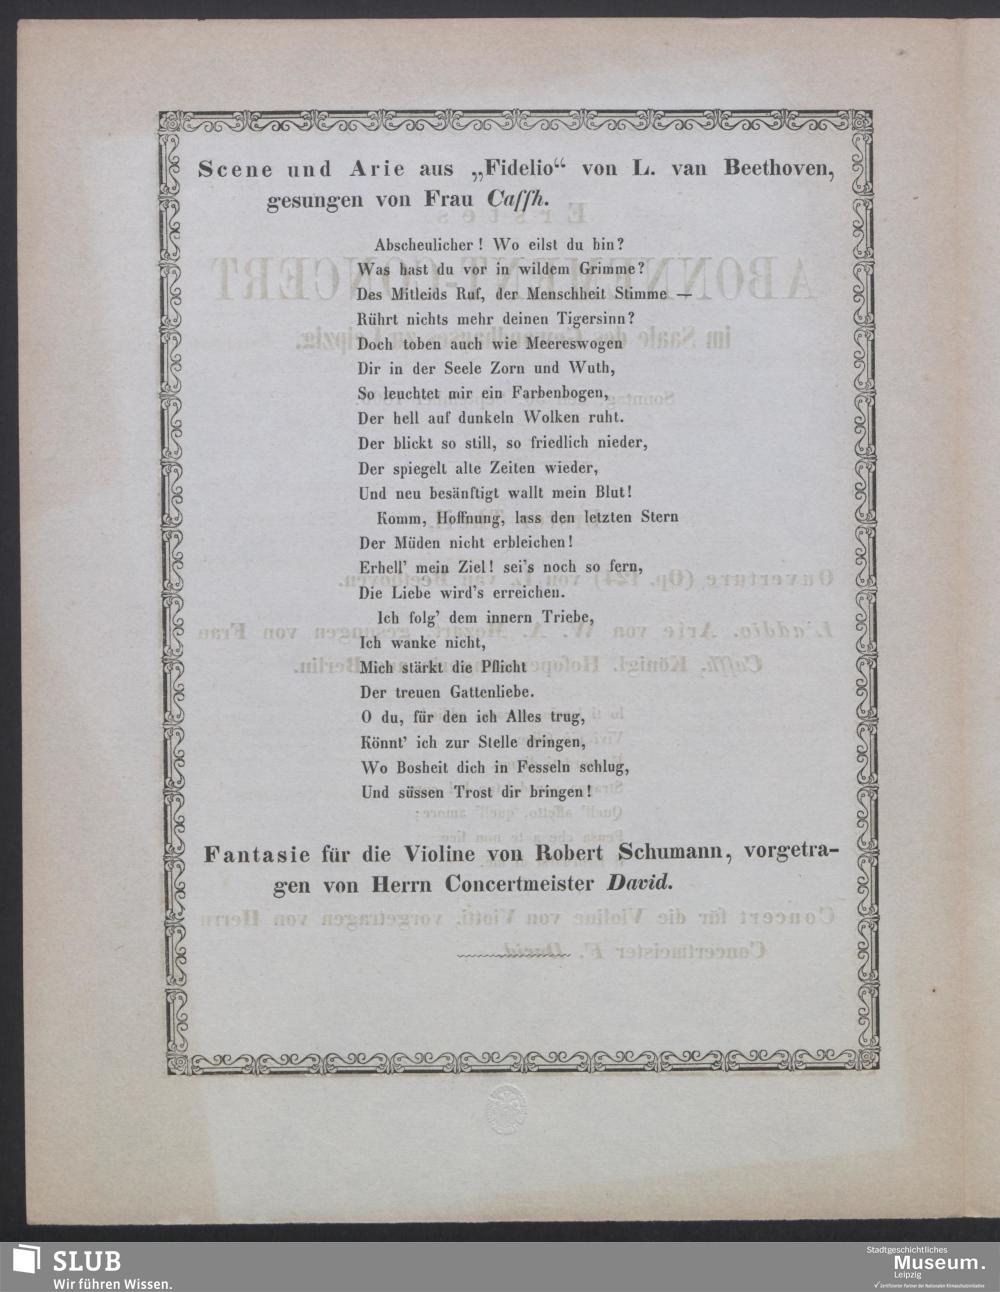 Scene und Arie aus „Fidelio“ von L. van Beethoven,
gesungen von Frau Caſſh.
Abscheulicher! Wo eilst du hin?
Was hast du vor in wildem Grimme?
Des Mitleids Ruf, der Menschheit Stimme —
Rührt nichts mehr deinen Tigersinn?
Doch toben auch wie Meereswogen
Dir in der Seele Zorn und Wuth,
So leuchtet mir ein Farbenbogen,
Der hell auf dunkeln Wolken ruht.
Der blickt so still, so friedlich nieder,
Der spiegelt alte Zeiten wieder,
Und neu besänftigt wallt mein Blut!
Komm, Hoffnung, lass den letzten Stern
Der Müden nicht erbleichen!
Erhell' mein Ziel! sei's noch so fern,
Die Liebe wird's erreichen.
Ich folg' dem innern Triebe,
Ich wanke nicht,
Mich stärkt die Pflicht
Der treuen Gattenliebe.
O du, für den ich Alles trug,
Könnt' ich zur Stelle dringen,
Wo Bosheit dich in Fesseln schlug,
Und süssen Trost dir bringen!
Fantasie für die Violine von Robert Schumann, vorgetra-
gen von Herrn Concertmeister David.
SLUB
Wir führen Wissen.
Stadtgeschichtliches
Museum.
Leipzig
Zertifizierter Partner der Nationalen Klimaschutzinitiative